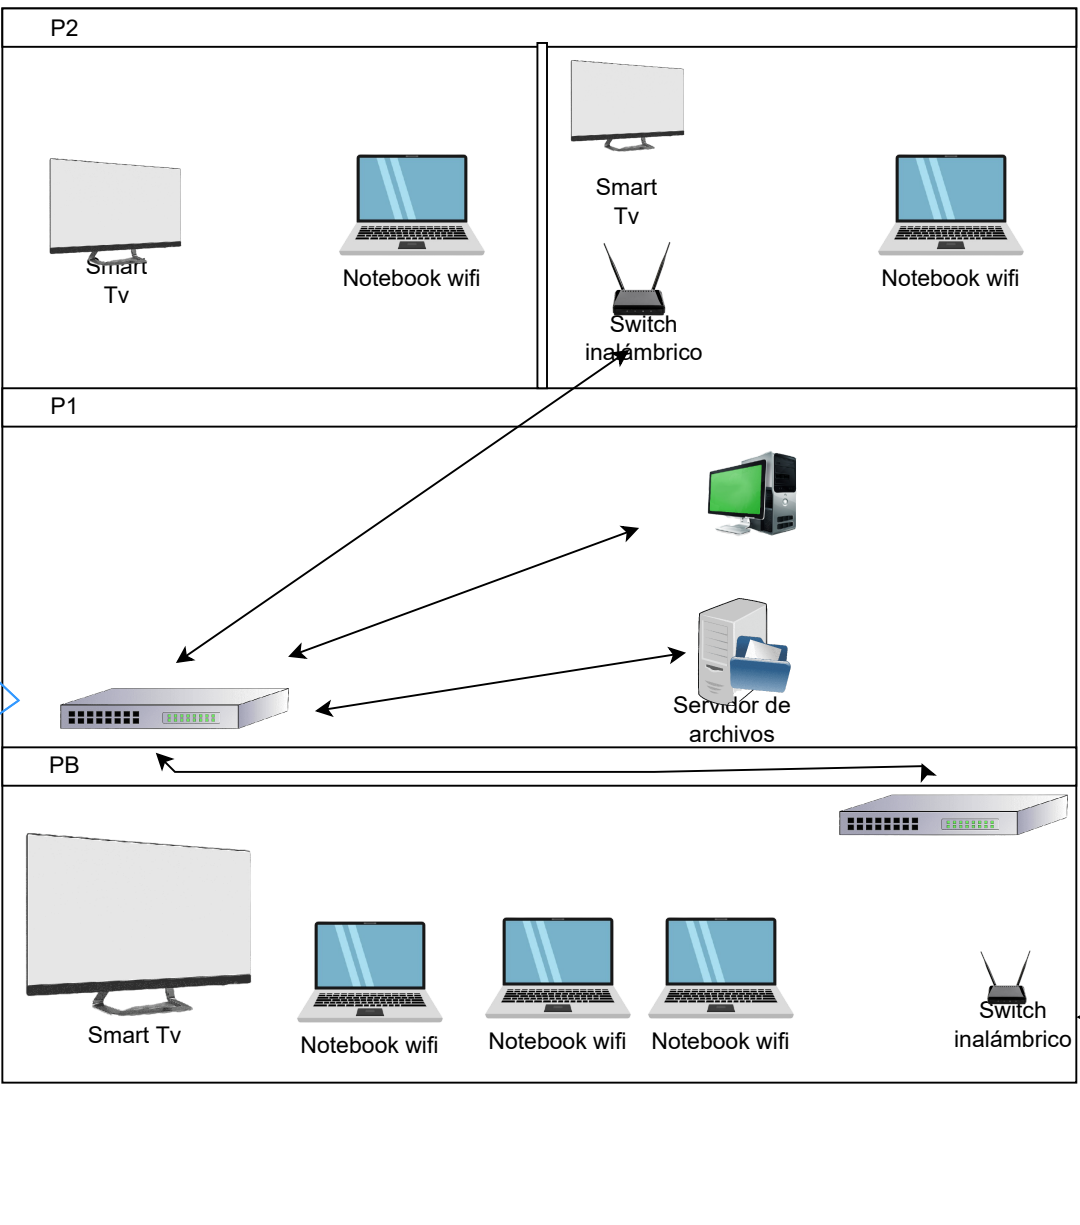 P2
Smart
Tv
Notebook wifi
Smart
Tv
Switch
inalámbrico
Notebook wifi
P1
Servidor de
archivos
PB
Smart Tv
Notebook wifi
Notebook wifi
Notebook wifi
Switch
inalámbrico